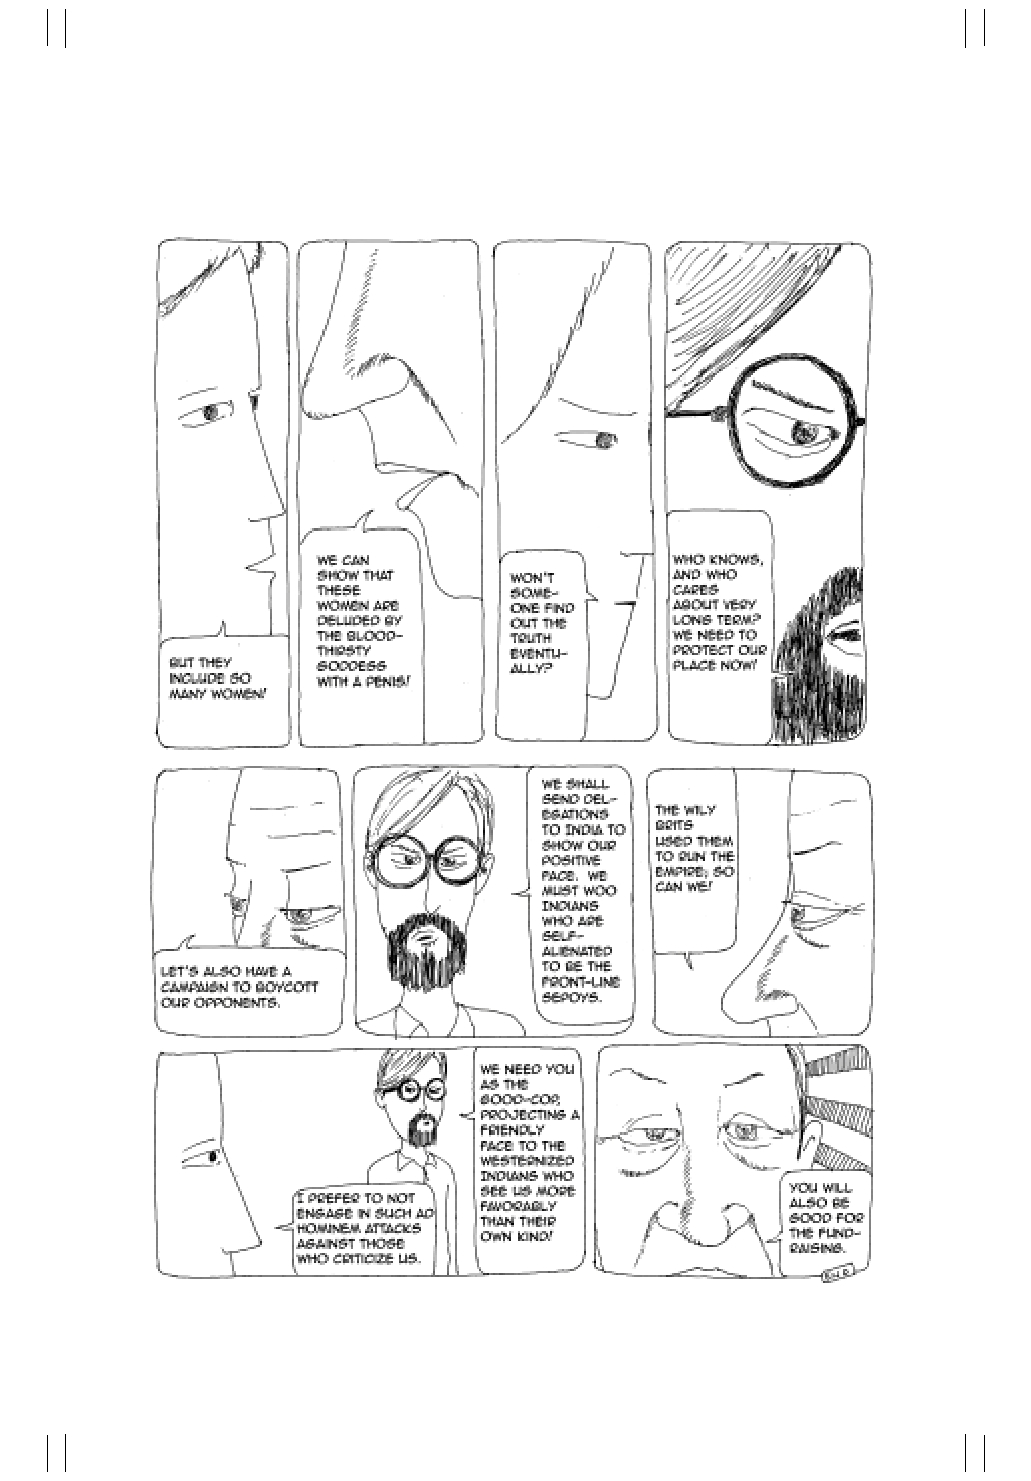 BUT THEY
INCLUDE SO
MANY WOMEN!
WE CAN
SHOW THAT
THESE
WOMEN ARE
DELUDED BY
THE BLOOD-
THIRSTY
GODDESS
WITH A PENIS!
WON'T
SOME-
ONE FIND
OUT THE
TRUTH
EVENTU-
ALLY?
WHO KNOWS,
AND WHO
CARES
ABOUT VERY
LONG TERM?
WE NEED TO
PROTECT OUR
PLACE NOW!
LET'S ALSO HAVE A
CAMPAIGN TO BOYCOTT
OUR OPPONENTS.
WE SHALL
SEND DEL-
EGATIONS
TO INDIA TO
SHOW OUR
POSITIVE
FACE. WE
MUST WOO
INDIANS
WHO ARE
SELF-
ALIENATED
TO BE THE
FRONT-LINE
SEPOYS.
THE WILY
BRITS
USED THEM
TO RUN THE
EMPIRE; SO
CAN WE!
I PREFER TO NOT
ENGAGE IN SUCH AD
HOMINEM ATTACKS
AGAINST THOSE
WHO CRITICIZE US.
WE NEED YOU
AS THE
GOOD-COP,
PROJECTING A
FRIENDLY
FACE TO THE
WESTERNIZED
INDIANS WHO
SEE US MORE
FAVORABLY
THAN THEIR
OWN KIND!
YOU WILL
ALSO BE
GOOD FOR
THE FUND-
RAISING.